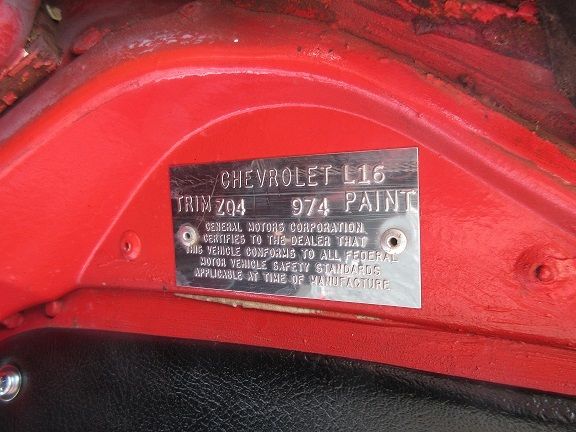 CHEVROLET L16
TRIM ZQ4 974 PAINT
GENERAL MOTORS CORPORATION
CERTIFIES TO THE DEALER THAT
THIS VEHICLE CONFORMS TO ALL FEDERAL
MOTOR VEHICLE SAFETY STANDARDS
APPLICABLE AT TIME OF MANUFACTURE